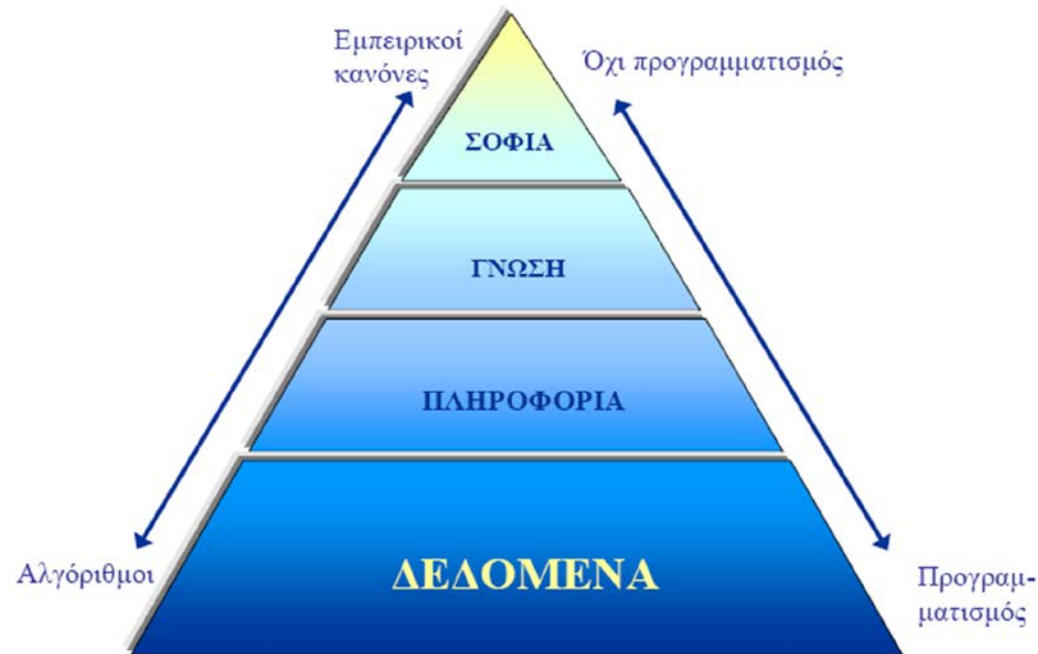 Εμπειρικοί
κανόνες
Όχι προγραμματισμός
ΣΟΦΙΑ
ΓΝΩΣΗ
ΠΛΗΡΟΦΟΡΙΑ
ΔΕΔΟΜΕΝΑ
Αλγόριθμοι
Προγραμ-
ματισμός